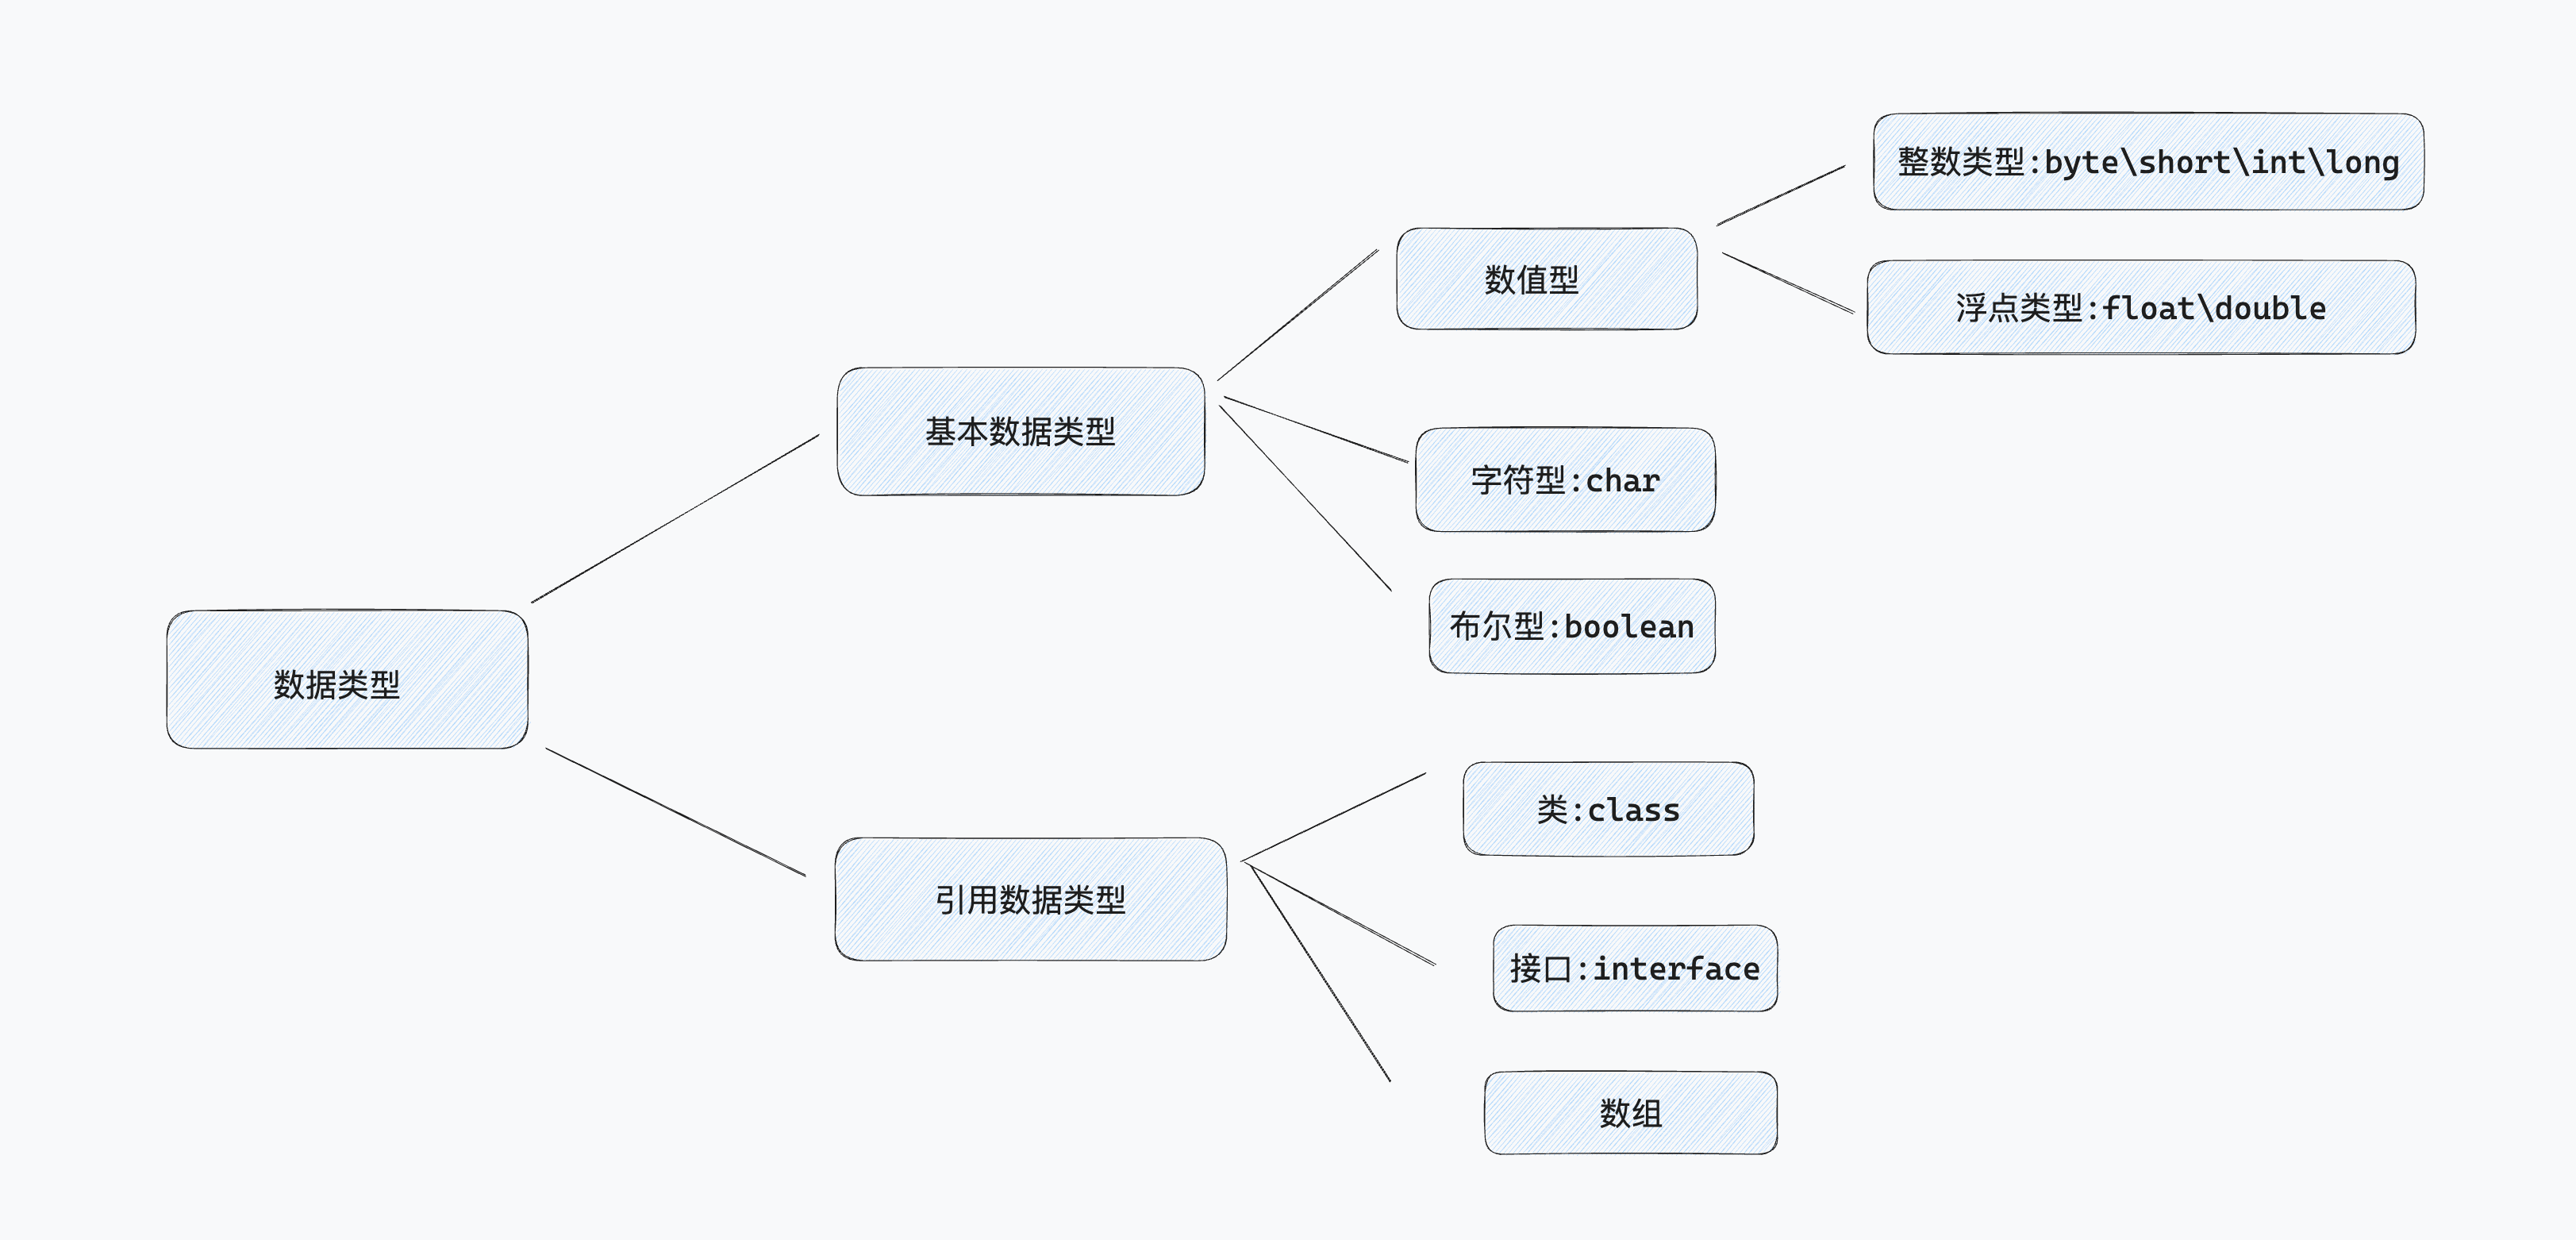 整数类型:byte\short\int\long
数值型
浮点类型:float\double
基本数据类型
字符型:char
布尔型:boolean
数据类型
类:class
引用数据类型
接口:interface
数组